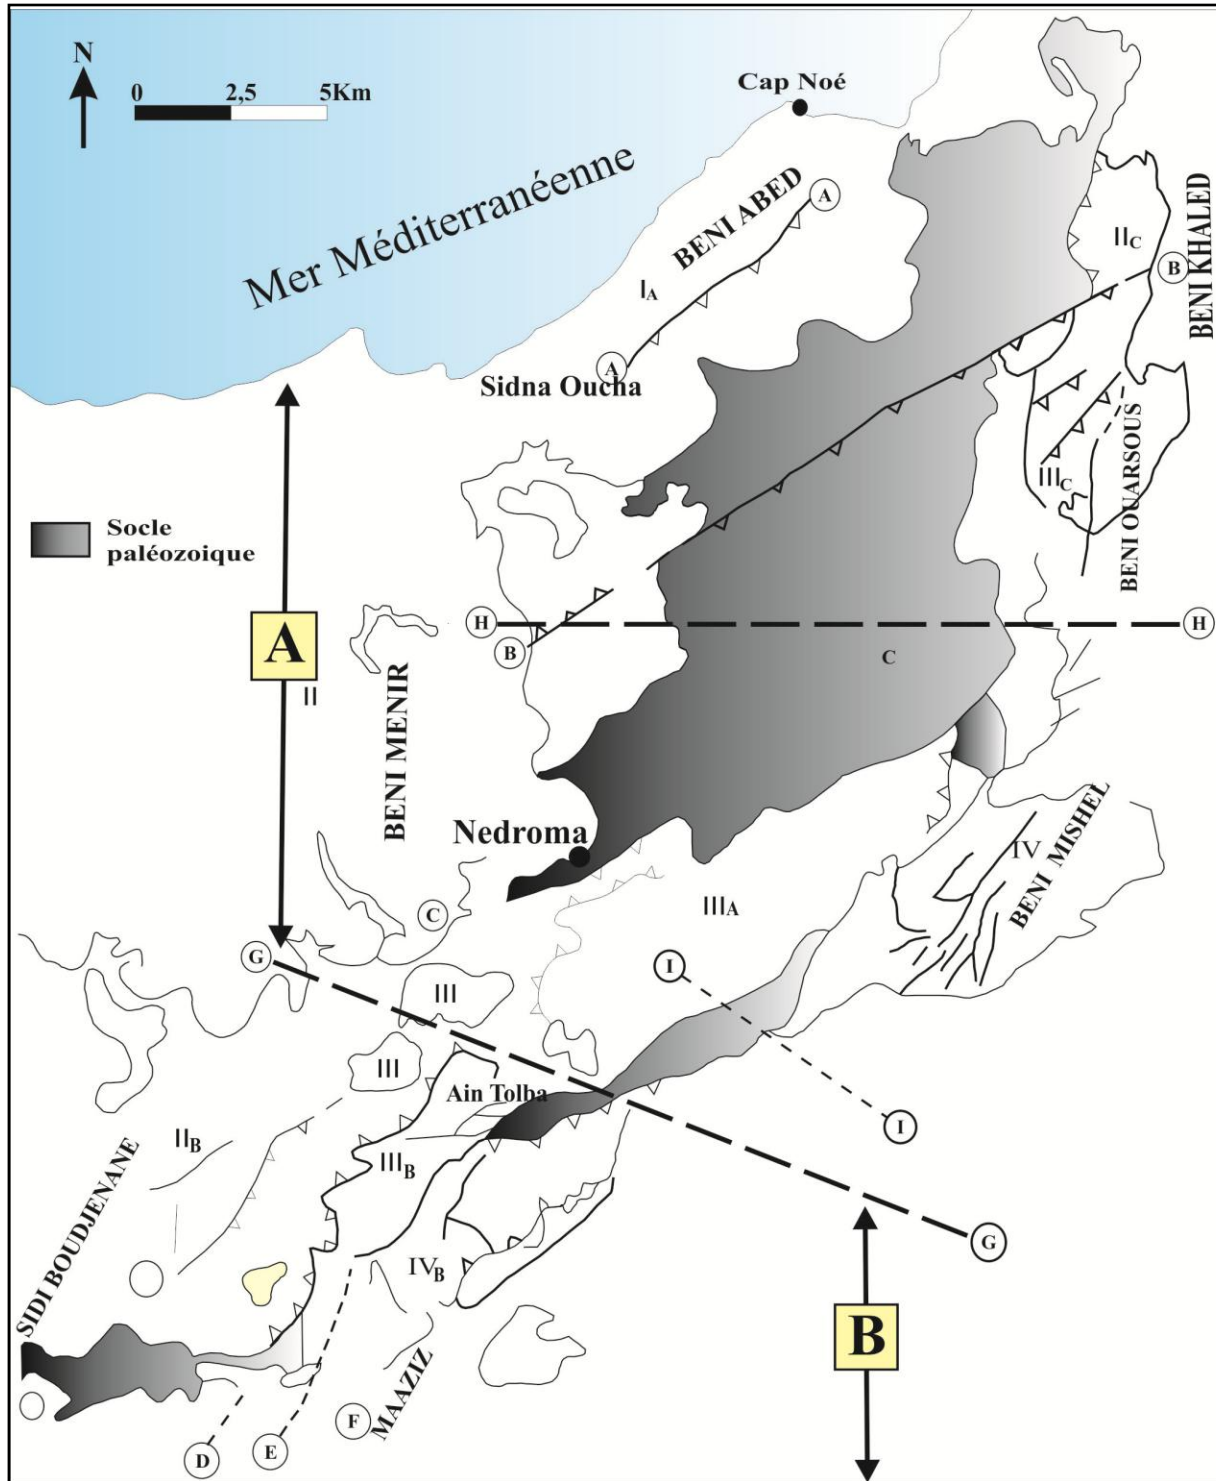 N
0 2,5 5Km
Cap Noé
Mer Méditerranéenne
BENI ABED
A
IIC
BENI KHALED
B
IA
A
Sidna Oucha
Socle
paléozoique
IIIC
BENI OUARSOUS
A
II
H
H
B
C
BENI MENIR
Nedroma
BENI MISHEL
IV
IIIA
C
G
I
III
III
Ain Tolba
I
IIB
IIIB
SIDI BOUDJENANE
G
IVB
B
MAAZIZ
F
D
E